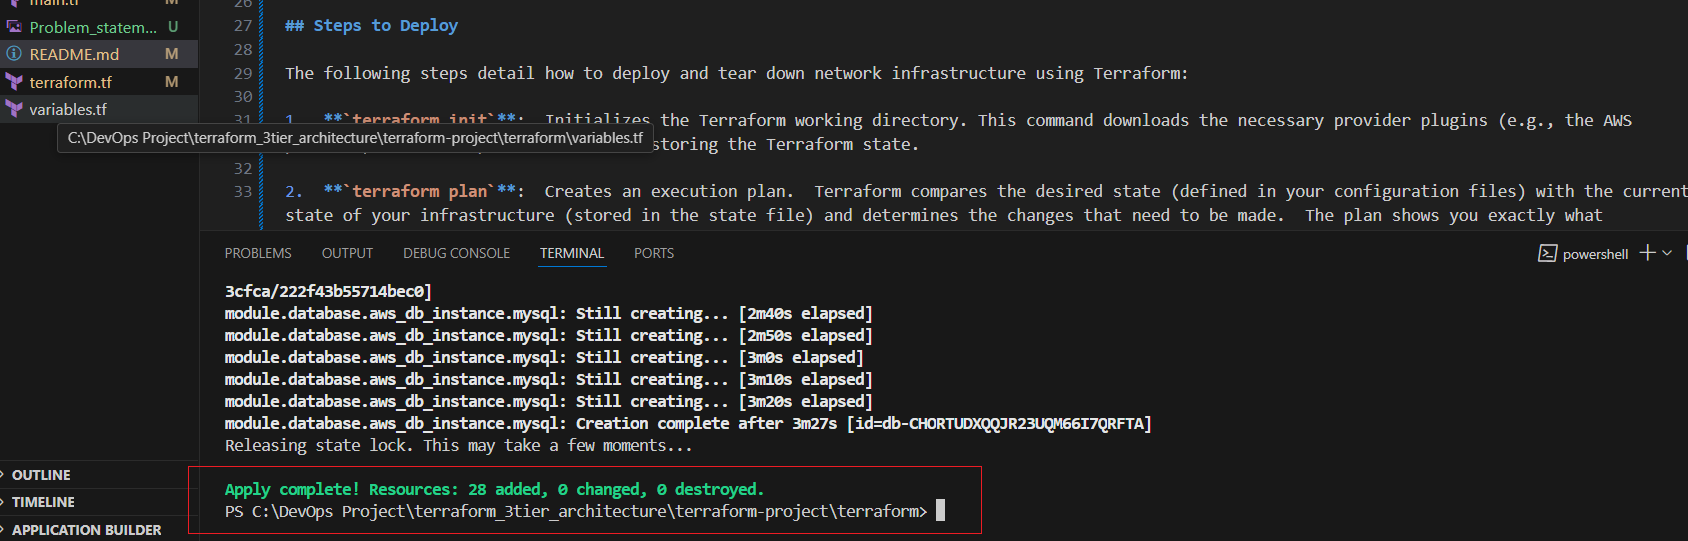 main.tf M
Problem_statem... U
README.md M
terraform.tf M
variables.tf
C:\DevOps Project\terraform_3tier_architecture\terraform-project\terraform\variables.tf
OUTLINE
TIMELINE
APPLICATION BUILDER
26
27 ## Steps to Deploy
28
29 The following steps detail how to deploy and tear down network infrastructure using Terraform:
30
31 1. **`terraform init`**: Initializes the Terraform working directory. This command downloads the necessary provider plugins (e.g., the AWS
storing the Terraform state.
32
33 2. **`terraform plan`**: Creates an execution plan. Terraform compares the desired state (defined in your configuration files) with the current
state of your infrastructure (stored in the state file) and determines the changes that need to be made. The plan shows you exactly what
PROBLEMS OUTPUT DEBUG CONSOLE TERMINAL PORTS powershell
3cfca/222f43b55714bec0]
module.database.aws_db_instance.mysql: Still creating... [2m40s elapsed]
module.database.aws_db_instance.mysql: Still creating... [2m50s elapsed]
module.database.aws_db_instance.mysql: Still creating... [3m0s elapsed]
module.database.aws_db_instance.mysql: Still creating... [3m10s elapsed]
module.database.aws_db_instance.mysql: Still creating... [3m20s elapsed]
module.database.aws_db_instance.mysql: Creation complete after 3m27s [id=db-CHORTUDXQQJR23UQM66I7QRFTA]
Releasing state lock. This may take a few moments...
Apply complete! Resources: 28 added, 0 changed, 0 destroyed.
PS C:\DevOps Project\terraform_3tier_architecture\terraform-project\terraform>